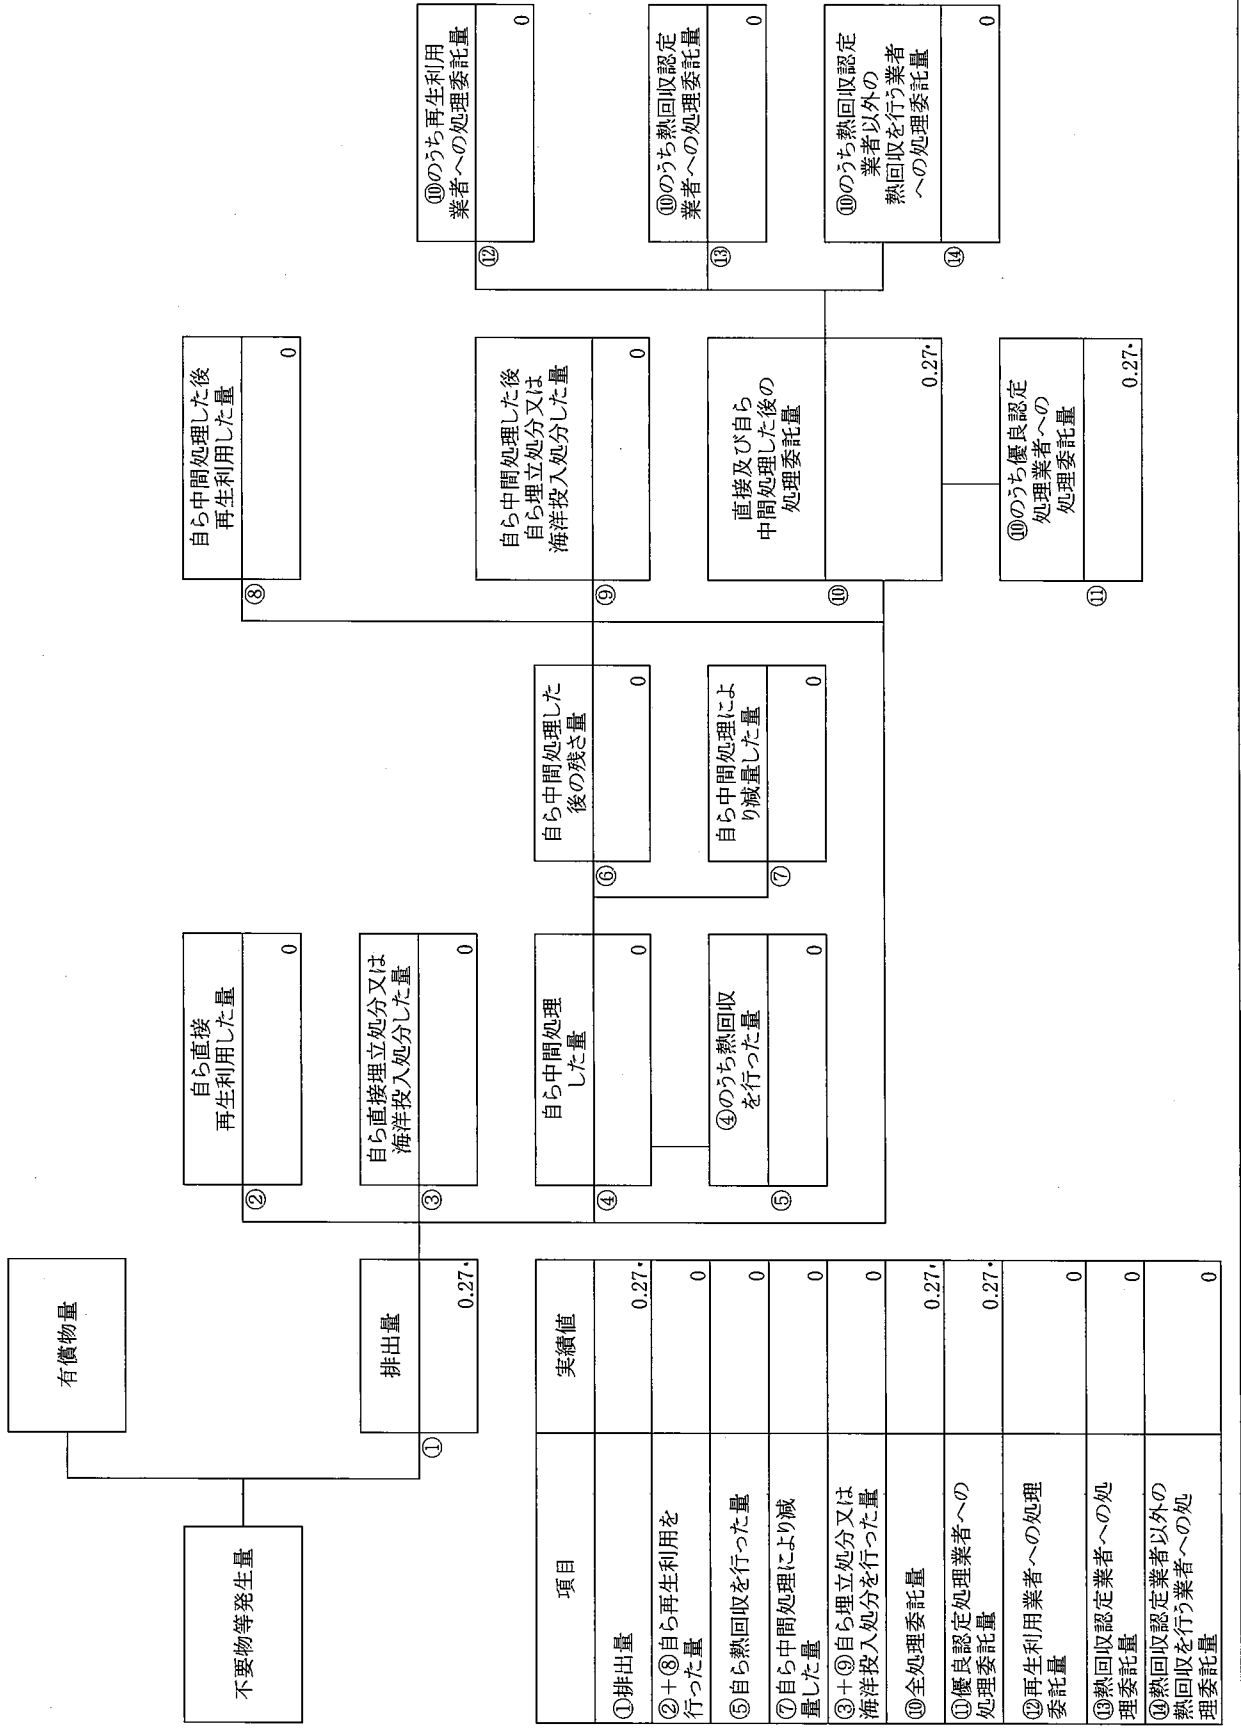 不要物等発生量
有償物量
①
排出量
0.27
②
自ら直接
再生利用した量
0
③
自ら直接埋立処分又は
海洋投入処分した量
0
④
自ら中間処理
した量
0
⑤
④のうち熱回収
を行った量
0
⑥
自ら中間処理した
後の残さ量
0
⑦
自ら中間処理によ
り減量した量
0
⑧
自ら中間処理した後
再生利用した量
0
⑨
自ら中間処理した後
自ら埋立処分又は
海洋投入処分した量
0
⑩
直接及び自ら
中間処理した後の
処理委託量
0.27
⑪
⑩のうち優良認定
処理業者への
処理委託量
0.27
⑫
⑩のうち再生利用
業者への処理委託量
0
⑬
⑩のうち熱回収認定
業者への処理委託量
0
⑭
⑩のうち熱回収認定
業者以外の
熱回収を行う業者
への処理委託量
0
項目 実績値
①排出量 0.27
②+⑧自ら再生利用を
行った量 0
⑤自ら熱回収を行った量 0
⑦自ら中間処理により減
量した量 0
③+⑨自ら埋立処分又は
海洋投入処分を行った量 0
⑩全処理委託量 0.27
⑪優良認定処理業者への
処理委託量 0.27
⑫再生利用業者への処理
委託量 0
⑬熱回収認定業者への処
理委託量 0
⑭熱回収認定業者以外の
熱回収を行う業者への処
理委託量 0